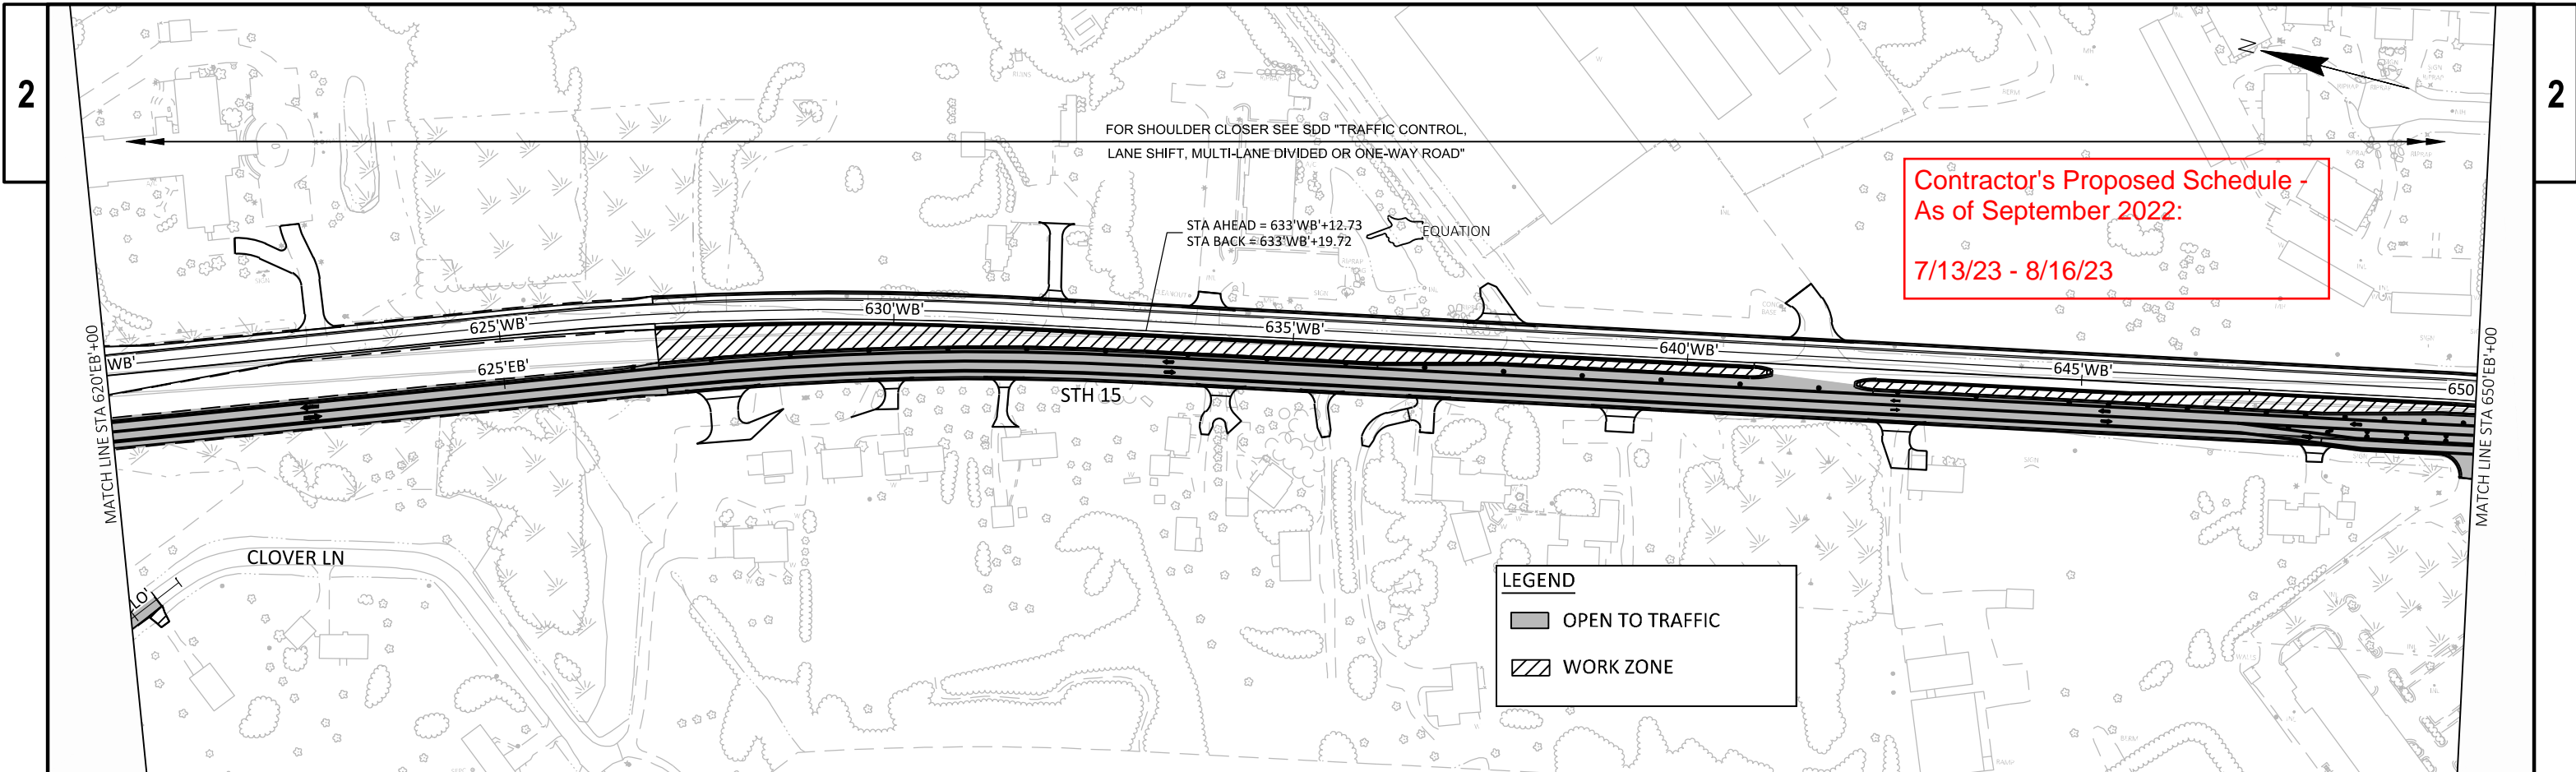 2
2
N
FOR SHOULDER CLOSER SEE SDD "TRAFFIC CONTROL,
LANE SHIFT, MULTI-LANE DIVIDED OR ONE-WAY ROAD"
Contractor's Proposed Schedule -
As of September 2022:
7/13/23 - 8/16/23
STA AHEAD = 633'WB'+12.73
STA BACK = 633'WB'+19.72
EQUATION
MATCH LINE STA 620'EB'+00
WB'
625'WB'
630'WB'
635'WB'
640'WB'
645'WB'
650
625'EB'
STH 15
MATCH LINE STA 650'EB'+00
CLOVER LN
LO'
LEGEND
OPEN TO TRAFFIC
WORK ZONE